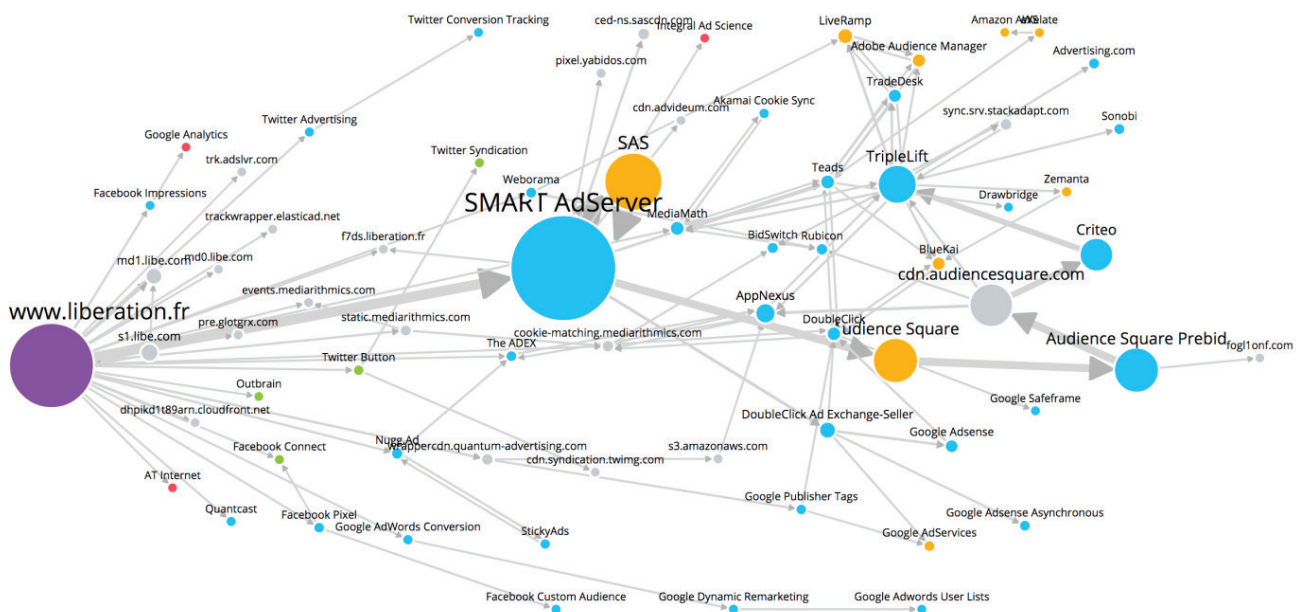 Twitter Conversion Tracking
ced-ns.sascdn.com
Integral Ad Science
LiveRamp
Amazon AWS
Adobe Audience Manager
Advertising.com
pixel.yabidos.com
TradeDesk
cdn.advideum.com
Akamai Cookie Sync
sync.srv.stackadapt.com
Sonobi
Google Analytics
Twitter Advertising
trk.adslvr.com
Twitter Syndication
SAS
TripleLift
Teads
Weborama
Zemanta
Facebook Impressions
SMART AdServer
Drawbridge
trackwrapper.elasticad.net
MediaMath
f7ds.liberation.fr
BidSwitch
Rubicon
Criteo
md1.libe.com
md0.libe.com
BlueKai
cdn.audiencesquare.com
events.mediarithmics.com
AppNexus
www.liberation.fr
static.mediarithmics.com
pre.glotgrx.com
s1.libe.com
cookie-matching.mediarithmics.com
DoubleClick
udience Square
Audience Square Prebid
The ADEX
Twitter Button
fogl1onf.com
Outbrain
Google Safeframe
dhpikd1t89arn.cloudfront.net
DoubleClick Ad Exchange-Seller
Google Adsense
Facebook Connect
Nugg.Ad
wrappercdn.quantum-advertising.com
s3.amazonaws.com
cdn.syndication.twimg.com
AT Internet
Google Publisher Tags
Quantcast
Facebook Pixel
Google AdWords Conversion
StickyAds
Google Adsense Asynchronous
Google AdServices
Facebook Custom Audience
Google Dynamic Remarketing
Google Adwords User Lists